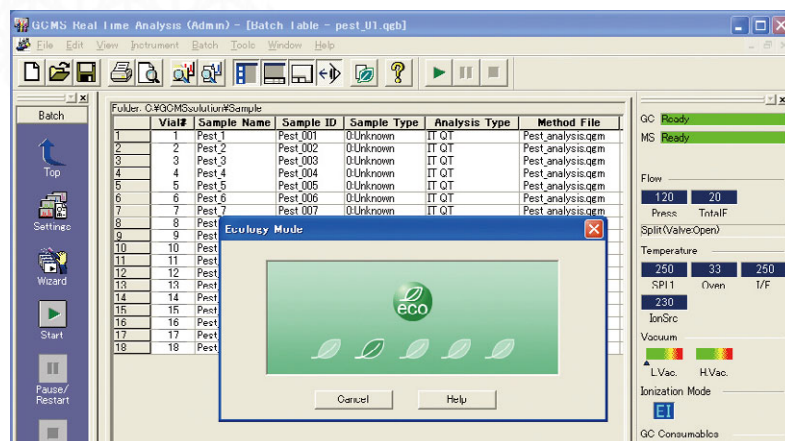 GCMS Real Time Analysis (Admin) - [Batch Table - pest_01.qgb]
File Edit View Instrument Batch Tools Window Help
Batch
Top
Settings
Wizard
Start
Pause/
Restart
Folder: C:¥GCMSsolution¥Sample
Vial# Sample Name Sample ID Sample Type Analysis Type Method File
1 1 Pest_1 Pest_001 0:Unknown IT QT Pest_analysis.qgm
2 2 Pest_2 Pest_002 0:Unknown IT QT Pest_analysis.qgm
3 3 Pest_3 Pest_003 0:Unknown IT QT Pest_analysis.qgm
4 4 Pest_4 Pest_004 0:Unknown IT QT Pest_analysis.qgm
5 5 Pest_5 Pest_005 0:Unknown IT QT Pest_analysis.qgm
6 6 Pest_6 Pest_006 0:Unknown IT QT Pest_analysis.qgm
7 7 Pest_7 Pest_007 0:Unknown IT QT Pest_analysis.qgm
8 8 Pest
9 9 Pest
10 10 Pest
11 11 Pest
12 12 Pest
13 13 Pest
14 14 Pest
15 15 Pest
16 16 Pest
17 17 Pest
18 18 Pest
Ecology Mode
eco
Cancel Help
GC Ready
MS Ready
Flow
120 20
Press TotalF
Split(Valve:Open)
Temperature
250 33 250
SPL1 Oven I/F
230
IonSrc
Vacuum
L.Vac. H.Vac.
Ionization Mode
EI
GC Consumables